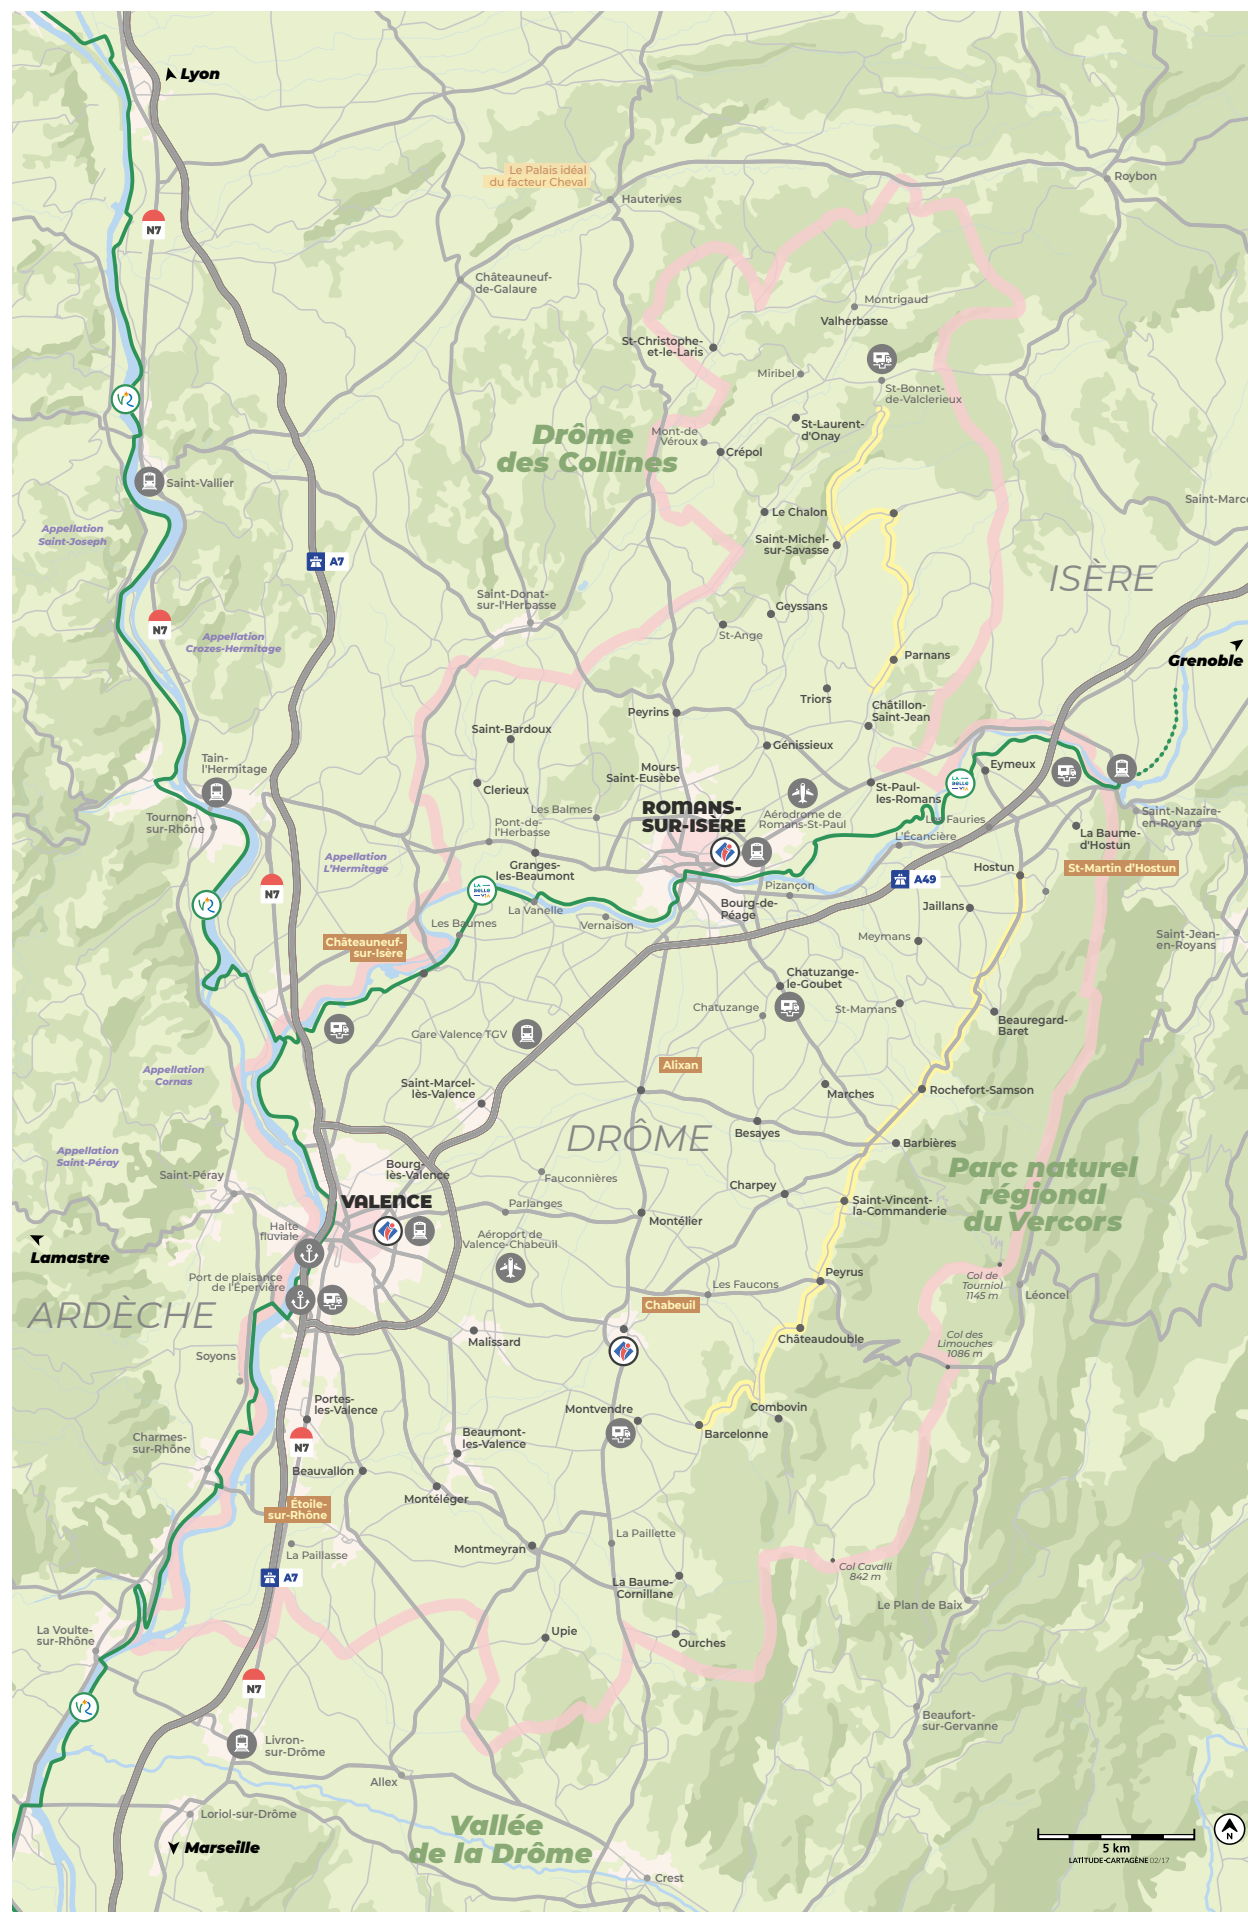 Lyon
Le Palais idéal
du facteur Cheval
Hauterives
Roybon
N7
Châteauneuf-
de-Galaure
Montrigaud
Valherbasse
St-Christophe-
et-le-Laris
Miribel
St-Bonnet-
de-Valclerieux
St-Laurent-
d'Onay
Mont-de
Véroux
Crépol
Drôme
des Collines
Saint-Vallier
Saint-Marc
Le Chalon
Appellation
Saint-Joseph
Saint-Michel-
sur-Savasse
A7
ISÈRE
Saint-Donat-
sur-l'Herbasse
Geyssans
N7
Appellation
Crozes-Hermitage
St-Ange
Parnans
Grenoble
Triors
Châtillon-
Saint-Jean
Peyrins
Saint-Bardoux
Génissieux
Tain-
l'Hermitage
Mours-
Saint-Eusèbe
Eymeux
Clerieux
St-Paul-
les-Romans
LA
BELLE
VIA
Les Balmes
ROMANS-
SUR-ISÈRE
Aérodrome de
Romans-St-Paul
Les Fauries
Saint-Nazaire-
en-Royans
Tournon-
sur-Rhône
Pont-de-
l'Herbasse
L'Écancière
La Baume-
d'Hostun
Appellation
L'Hermitage
Granges-
les-Beaumont
Hostun
St-Martin d'Hostun
N7
LA
BELLE
VIA
Pizançon
A49
La Vanelle
Bourg-de-
Péage
Jaillans
Les Baumes
Vernaison
Meymans
Saint-Jean-
en-Royans
Châteauneuf-
sur-Isère
Chatuzange-
le-Goubet
Chatuzange
St-Mamans
Beauregard-
Baret
Gare Valence TGV
Alixan
Appellation
Cornas
Saint-Marcel-
lès-Valence
Marches
Rochefort-Samson
Besayes
DRÔME
Barbières
Appellation
Saint-Péray
Bourg-
lès-Valence
Saint-Péray
Fauconnières
Parc naturel
régional
du Vercors
Charpey
VALENCE
Parlanges
Saint-Vincent-
la-Commanderie
Montélier
Halte
fluviale
Aéroport de
Valence-Chabeuil
Lamastre
Port de plaisance
de l'Épervière
Peyrus
Les Faucons
Col de
Tourniol
1145 m
Léoncel
ARDÈCHE
Chabeuil
Malissard
Châteaudouble
Col des
Limouches
1086 m
Soyons
Portes-
les-Valence
Montvendre
Combovin
Barcelonne
Charmes-
sur-Rhône
N7
Beaumont-
les-Valence
Beauvallon
Montéléger
Étoile-
sur-Rhône
La Paillasse
La Paillette
Montmeyran
Col Cavalli
842 m
A7
La Baume-
Cornillane
Le Plan de Baix
La Voulte-
sur-Rhône
Upie
Ourches
N7
Beaufort-
sur-Gervanne
Livron-
sur-Drôme
Allex
Loriol-sur-Drôme
Vallée
de la Drôme
Marseille
Crest
5 km
LATITUDE-CARTAGÈNE 02/17
N